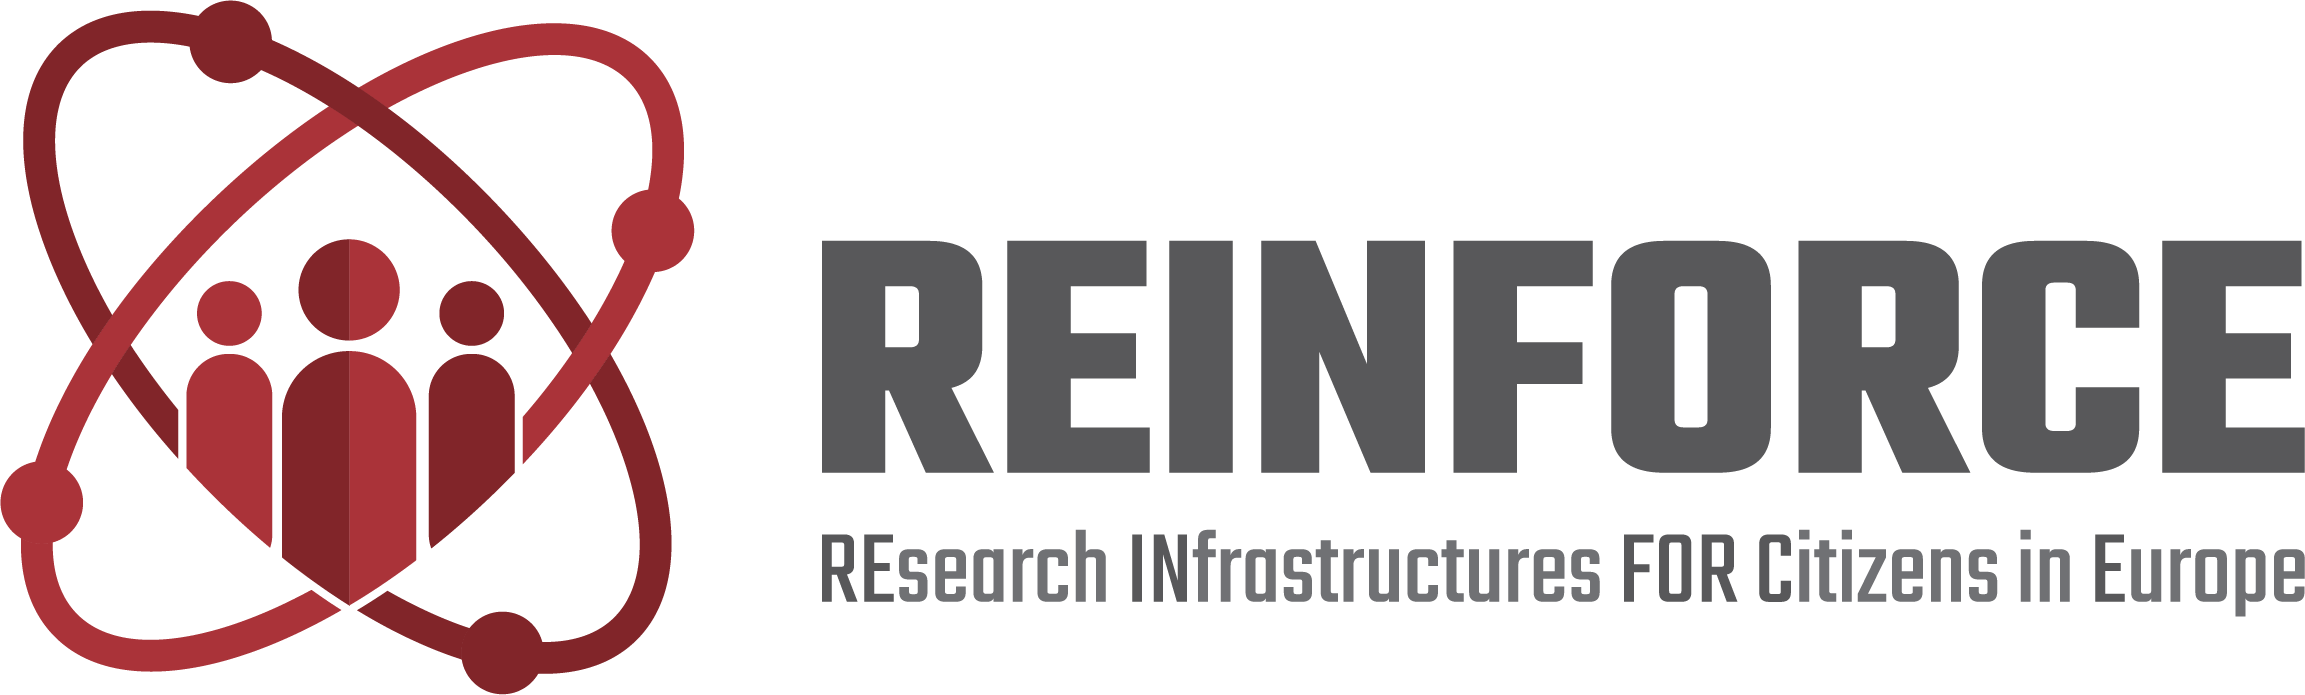 REINFORCE
REsearch INfrastructures FOR Citizens in Europe